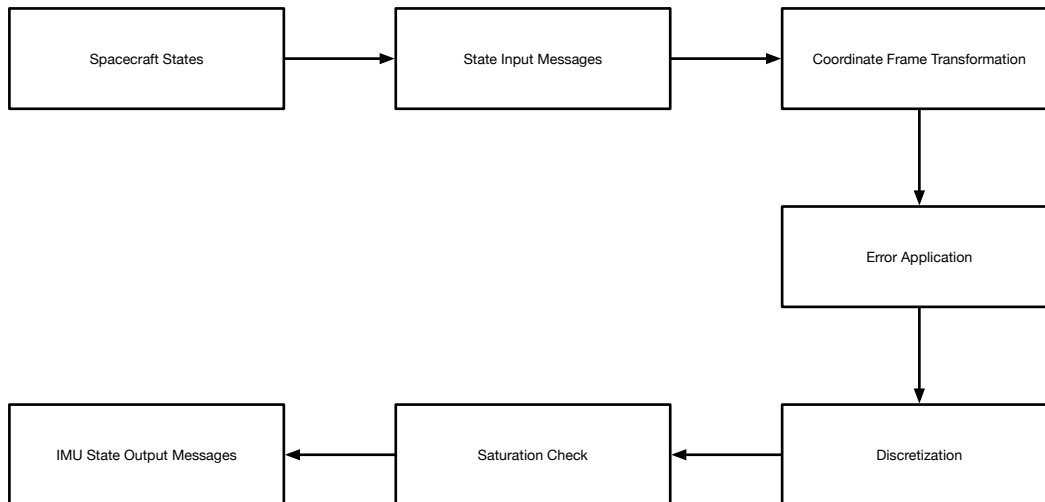 Spacecraft States
State Input Messages
Coordinate Frame Transformation
Error Application
Discretization
Saturation Check
IMU State Output Messages